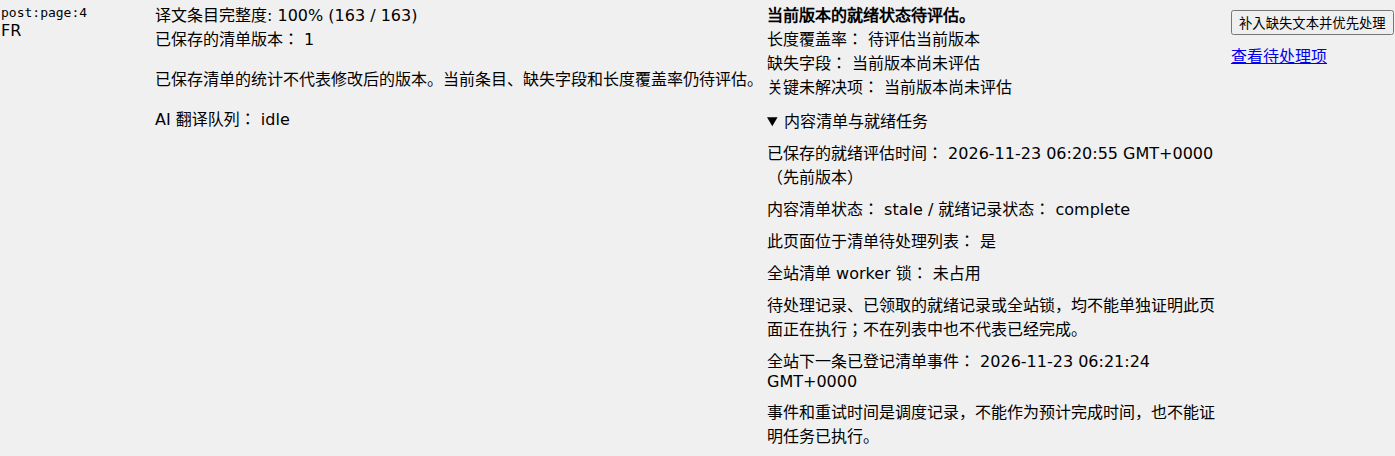 post:page:4
FR
译文条目完整度: 100% (163 / 163)
已保存的清单版本： 1
已保存清单的统计不代表修改后的版本。当前条目、缺失字段和长度覆盖率仍待评估。
AI 翻译队列： idle
当前版本的就绪状态待评估。
长度覆盖率： 待评估当前版本
缺失字段： 当前版本尚未评估
关键未解决项： 当前版本尚未评估
▼ 内容清单与就绪任务
已保存的就绪评估时间： 2026-11-23 06:20:55 GMT+0000
（先前版本）
内容清单状态： stale / 就绪记录状态： complete
此页面位于清单待处理列表： 是
全站清单 worker 锁： 未占用
待处理记录、已领取的就绪记录或全站锁，均不能单独证明此页
面正在执行；不在列表中也不代表已经完成。
全站下一条已登记清单事件： 2026-11-23 06:21:24
GMT+0000
事件和重试时间是调度记录，不能作为预计完成时间，也不能证
明任务已执行。
补入缺失文本并优先处理
查看待处理项